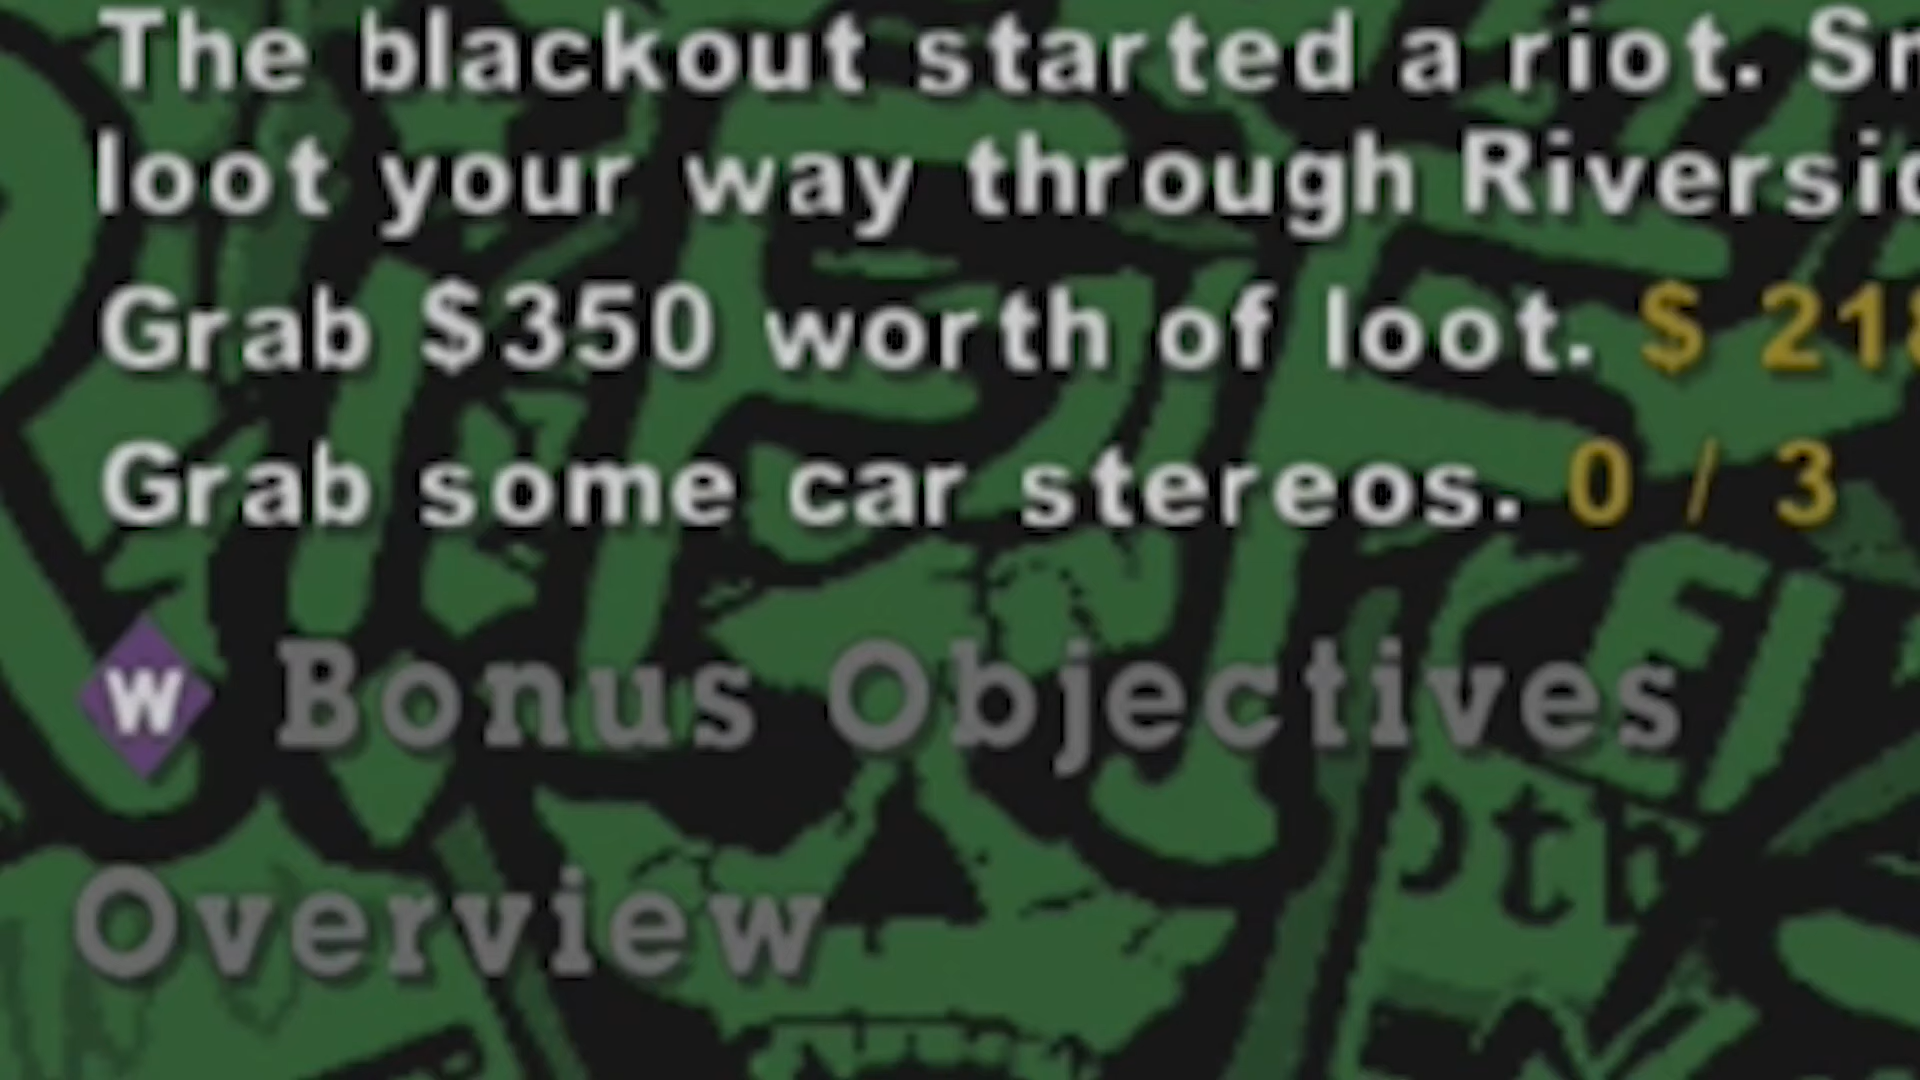 The blackout started a riot.
loot your way through
Grab $350 worth of loot. $
Grab some car stereos. 0 / 3
W Bonus Objectives
Overview